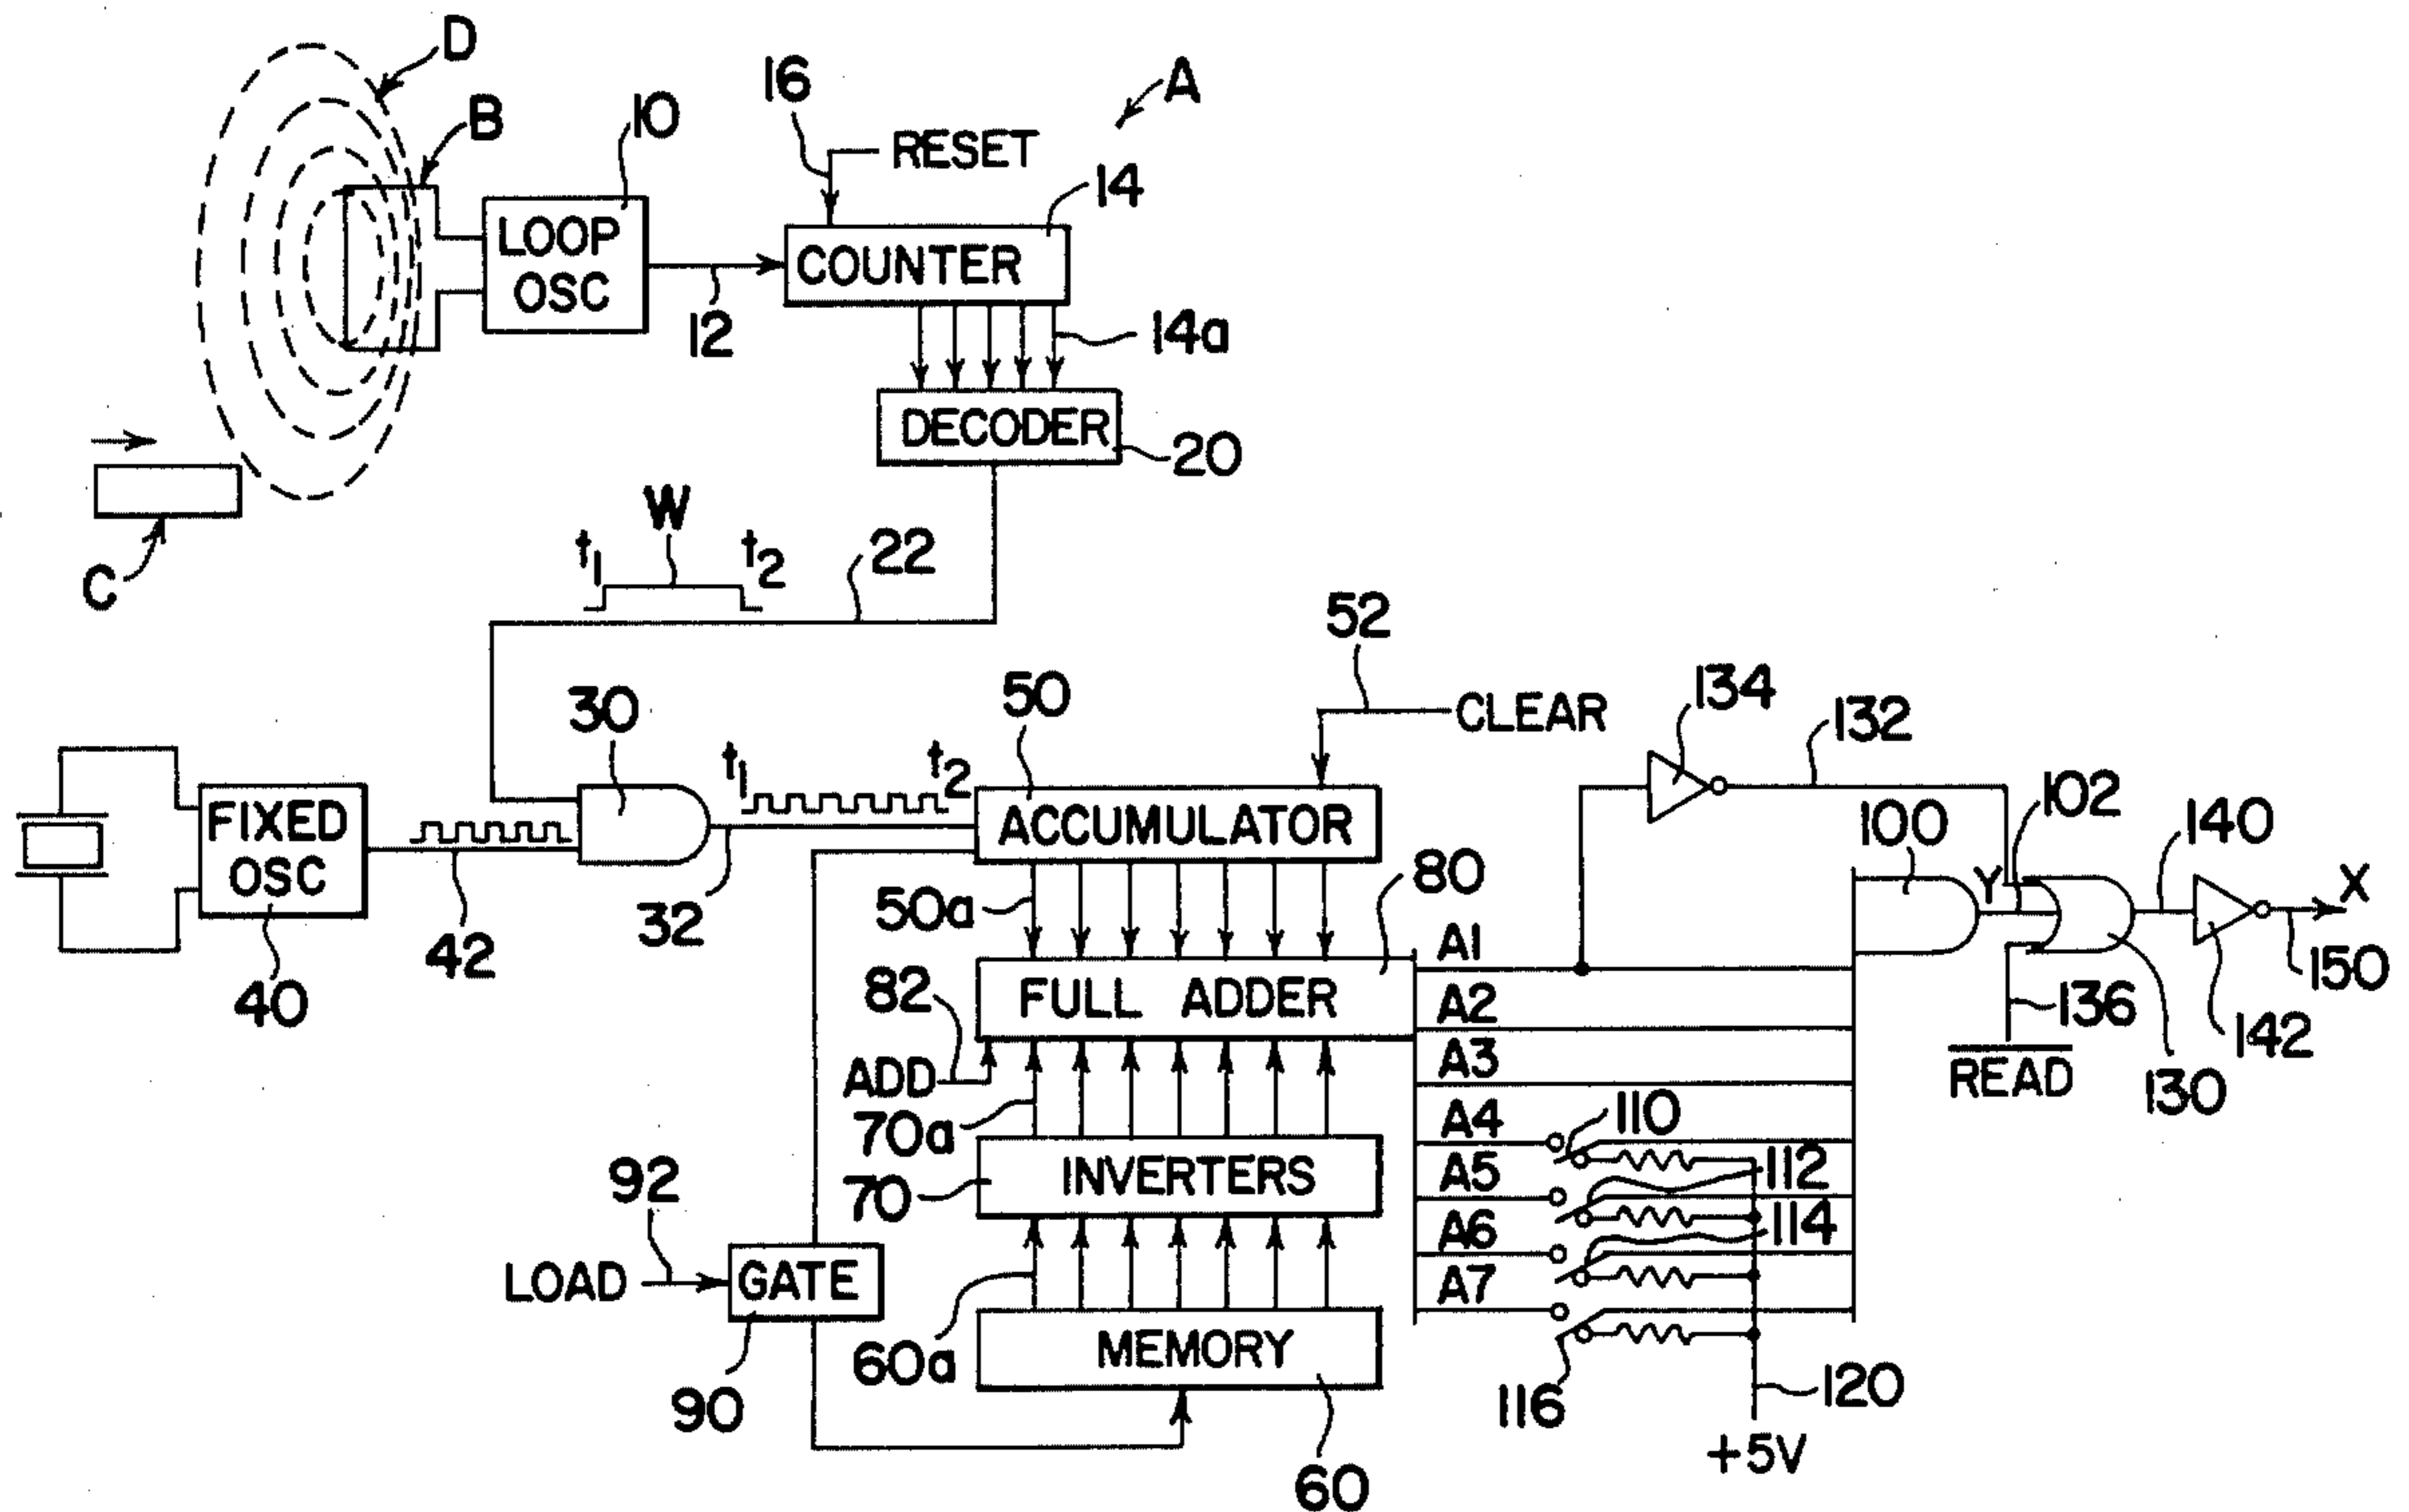 D
B
10
16
A
RESET
14
LOOP
OSC
COUNTER
12
14a
DECODER
20
C
W
t1
t2
22
52
50
CLEAR
134
132
30
t1
t2
102
100
140
FIXED
OSC
ACCUMULATOR
80
Y
X
50a
42
32
40
A1
82
FULL ADDER
A2
136
150
142
READ
130
ADD
A3
70a
A4
110
92
70
INVERTERS
A5
112
A6
114
LOAD
GATE
A7
60a
MEMORY
90
116
120
+5V
60